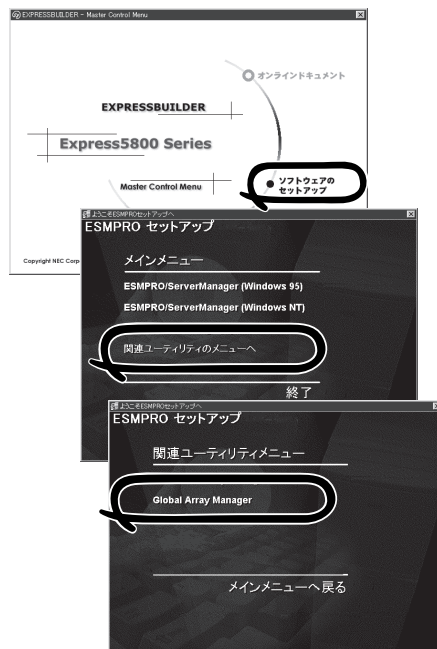 EXPRESSBUILDER - Master Control Menu
オンラインドキュメント
EXPRESSBUILDER
Express5800 Series
Master Control Menu
ソフトウェアの
セットアップ
Copyright NEC Corp
ようこそESMPROセットアップへ
ESMPRO セットアップ
メインメニュー
ESMPRO/ServerManager (Windows 95)
ESMPRO/ServerManager (Windows NT)
関連ユーティリティのメニューへ
終了
ようこそESMPROセットアップへ
ESMPRO セットアップ
関連ユーティリティメニュー
Global Array Manager
メインメニューへ戻る